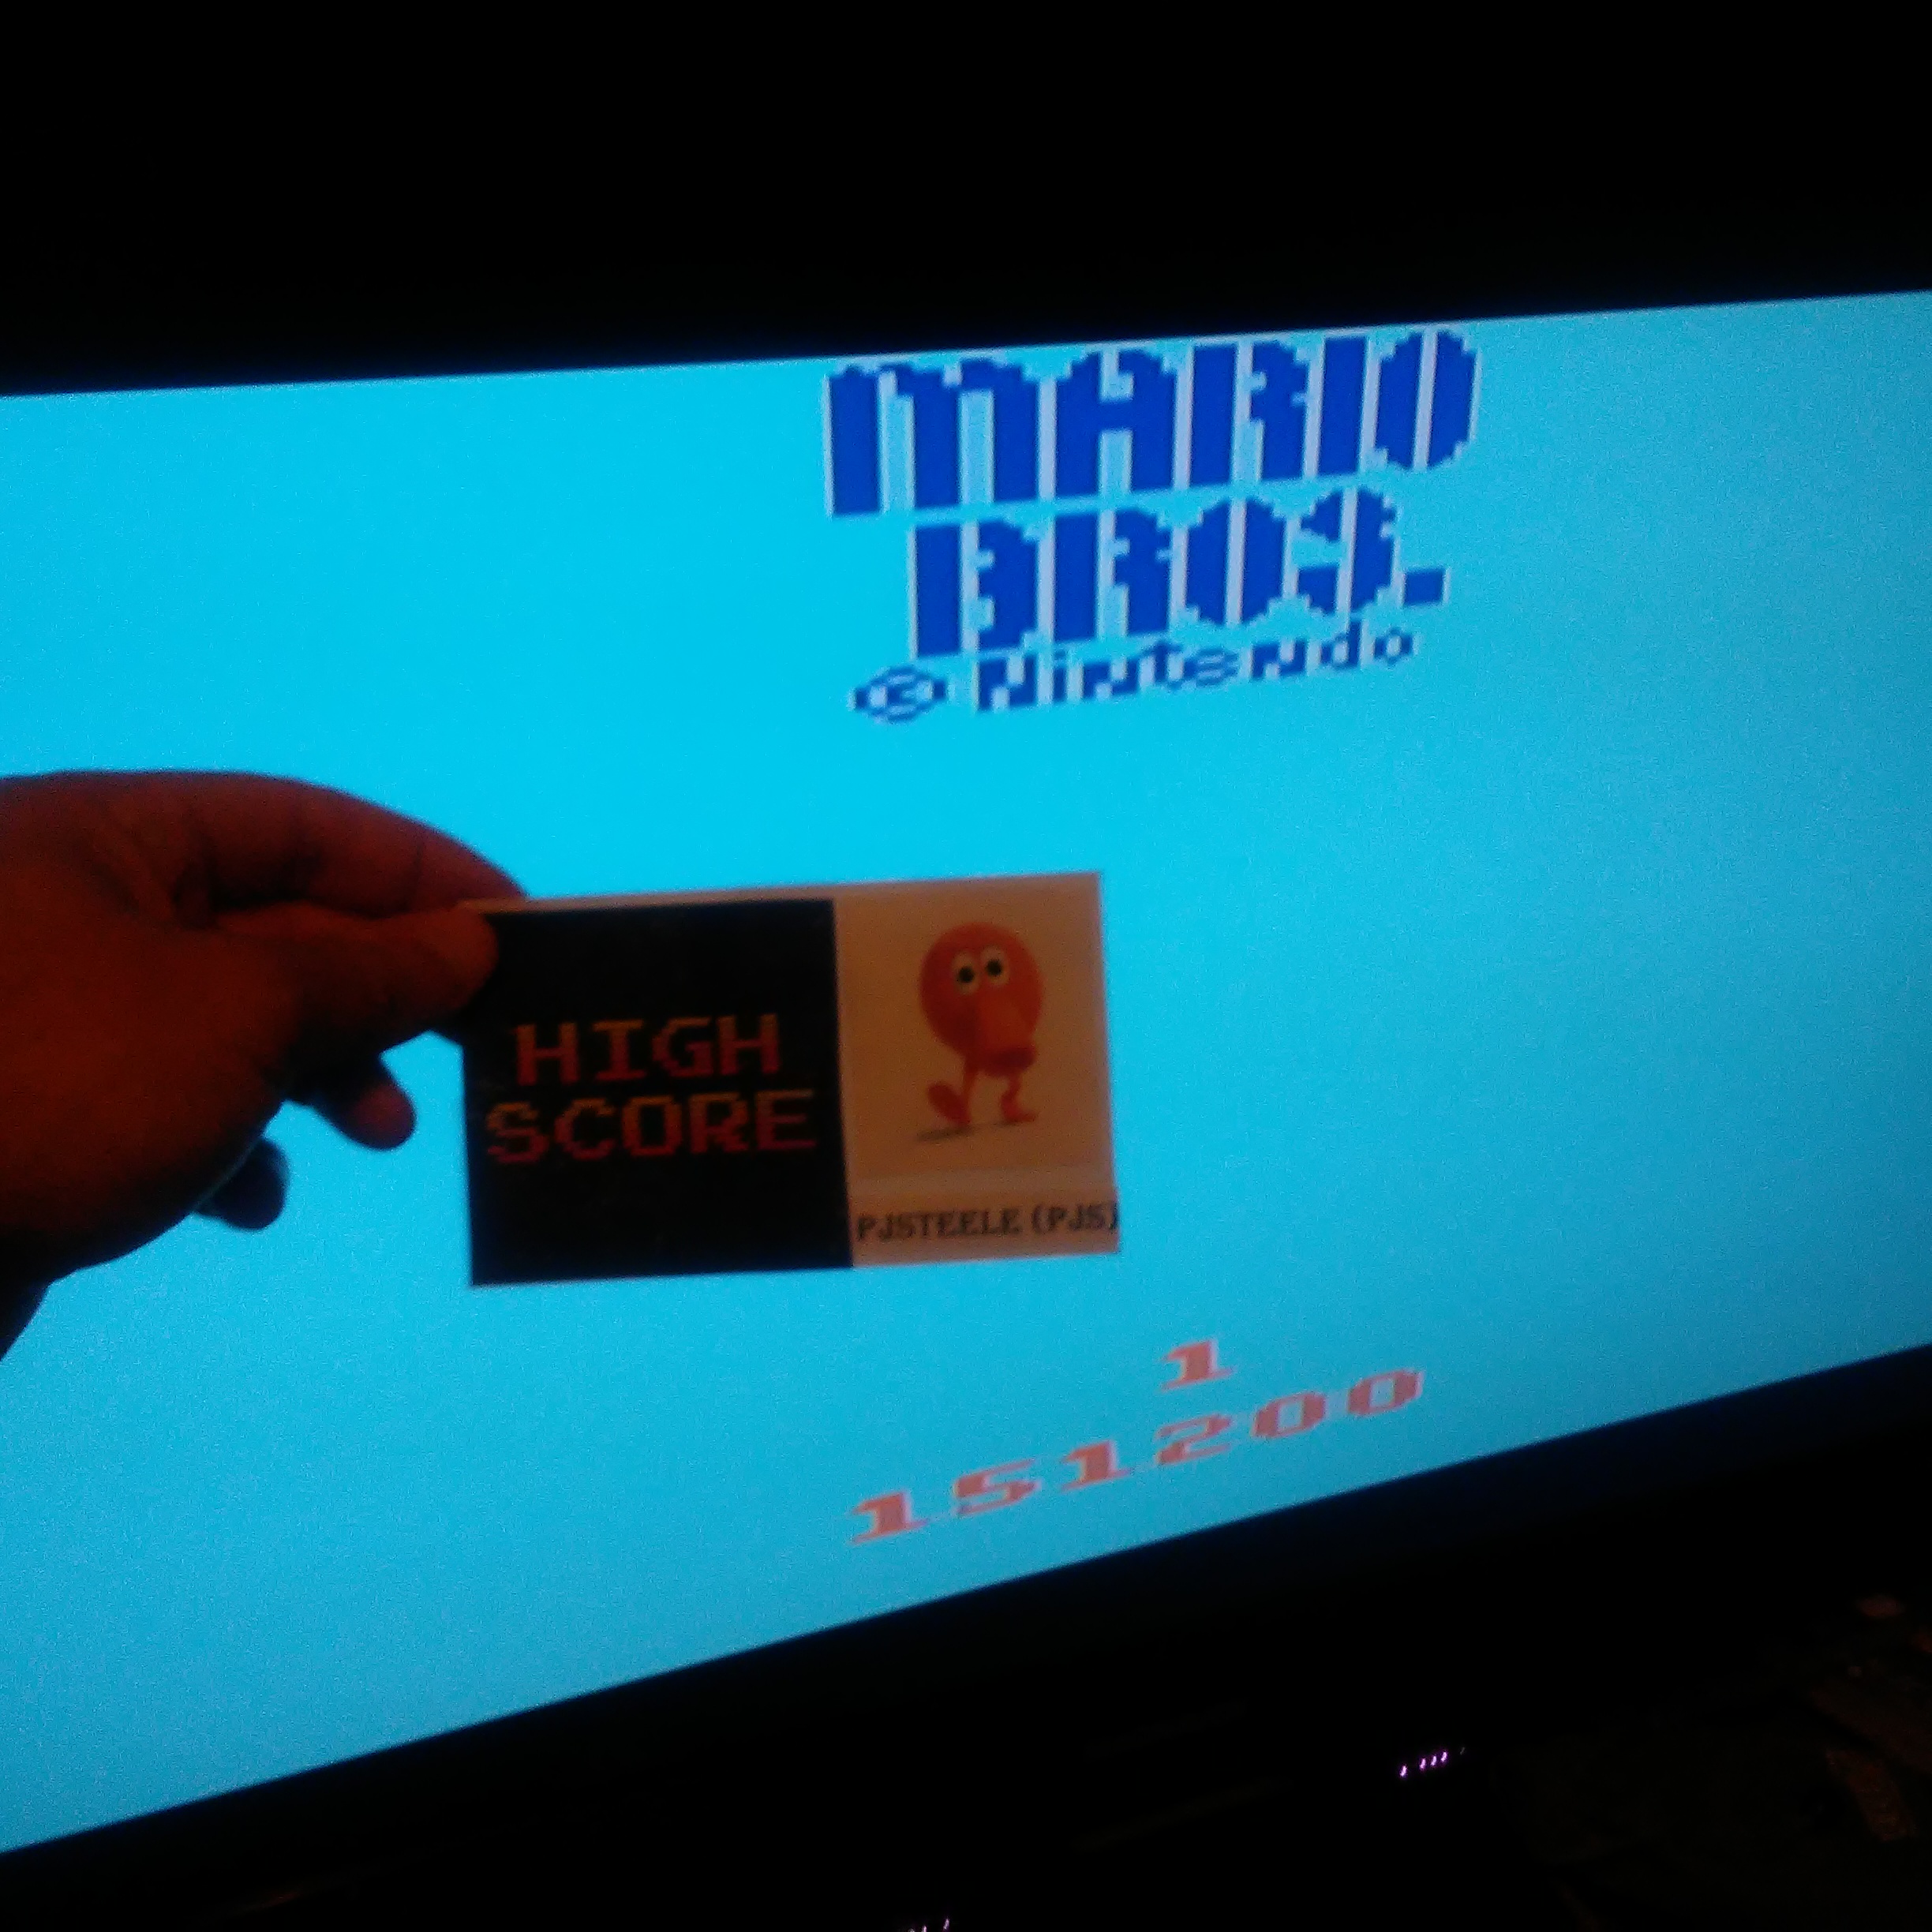 MARIO
BROS.
© Nintendo
HIGH
SCORE
PJSTEELE (PJS)
1
151200